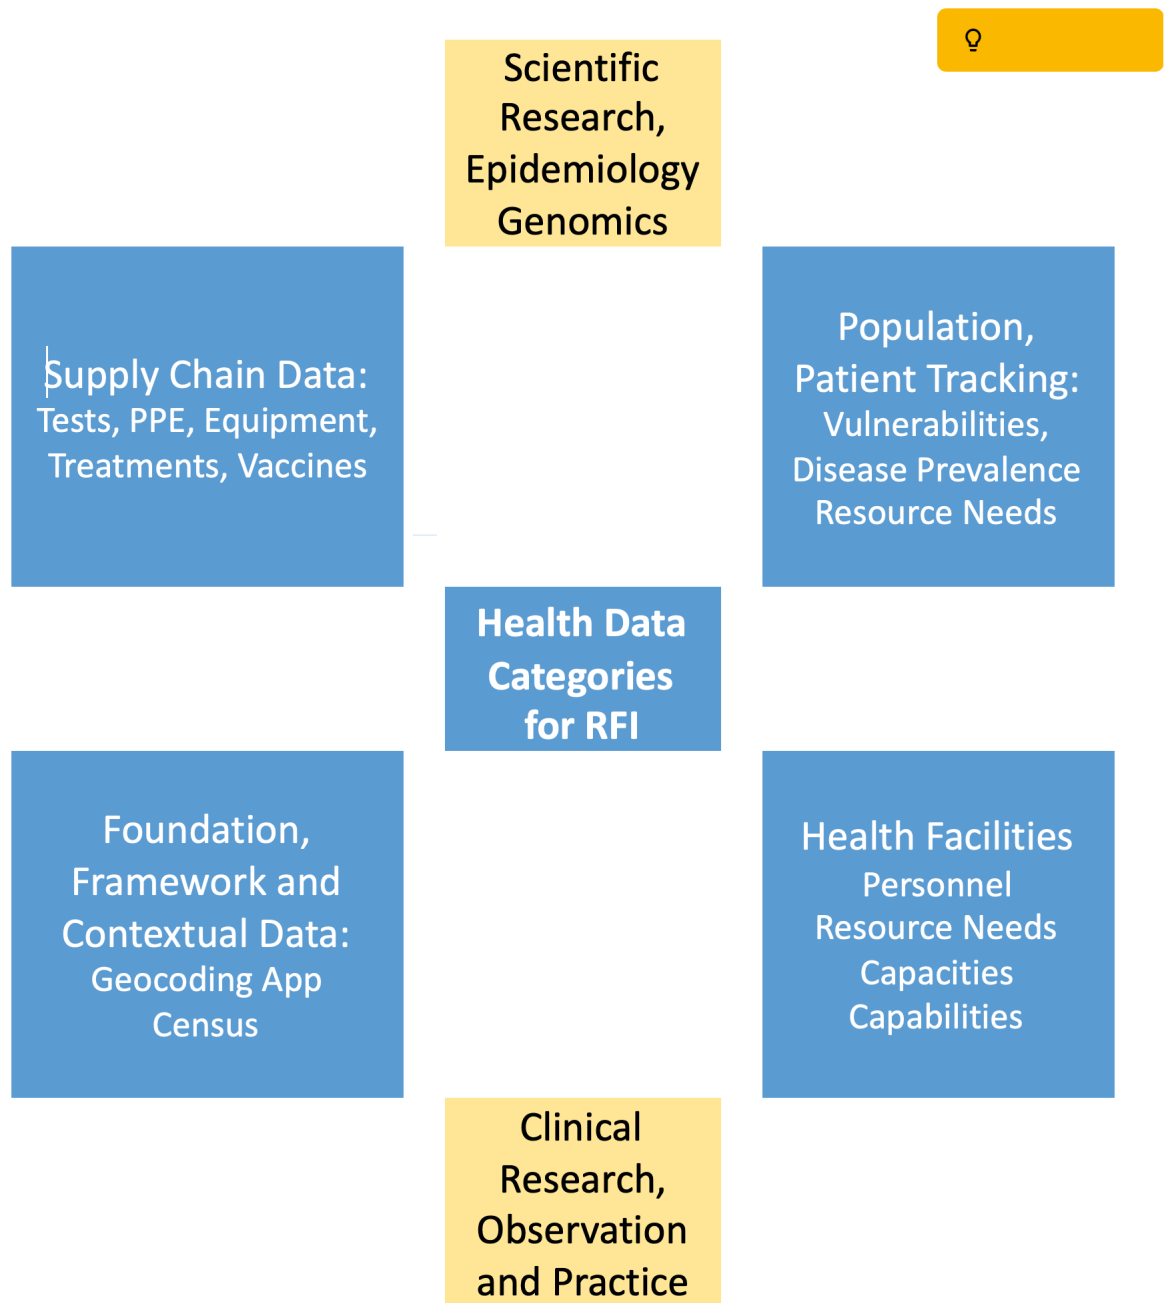 Scientific
Research,
Epidemiology
Genomics
Supply Chain Data:
Tests, PPE, Equipment,
Treatments, Vaccines
Population,
Patient Tracking:
Vulnerabilities,
Disease Prevalence
Resource Needs
Health Data
Categories
for RFI
Foundation,
Framework and
Contextual Data:
Geocoding App
Census
Health Facilities
Personnel
Resource Needs
Capacities
Capabilities
Clinical
Research,
Observation
and Practice